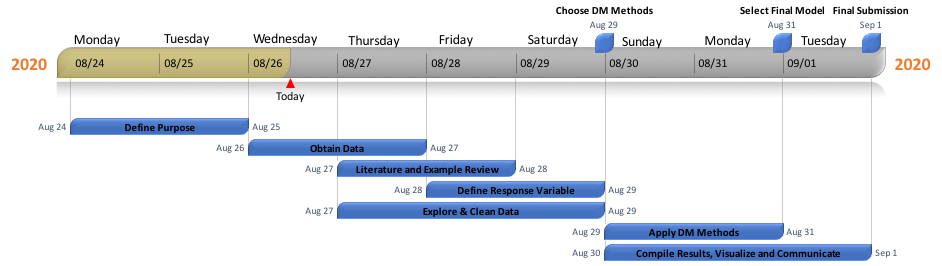 Choose DM Methods Select Final Model Final Submission
Aug 29 Aug 31 Sep 1
Monday Tuesday Wednesday Thursday Friday Saturday Sunday Monday Tuesday
2020 08/24 08/25 08/26 08/27 08/28 08/29 08/30 08/31 09/01 2020
Today
Aug 24 Define Purpose Aug 25
Aug 26 Obtain Data Aug 27
Aug 27 Literature and Example Review Aug 28
Aug 28 Define Response Variable Aug 29
Aug 27 Explore & Clean Data Aug 29
Aug 29 Apply DM Methods Aug 31
Aug 30 Compile Results, Visualize and Communicate Sep 1